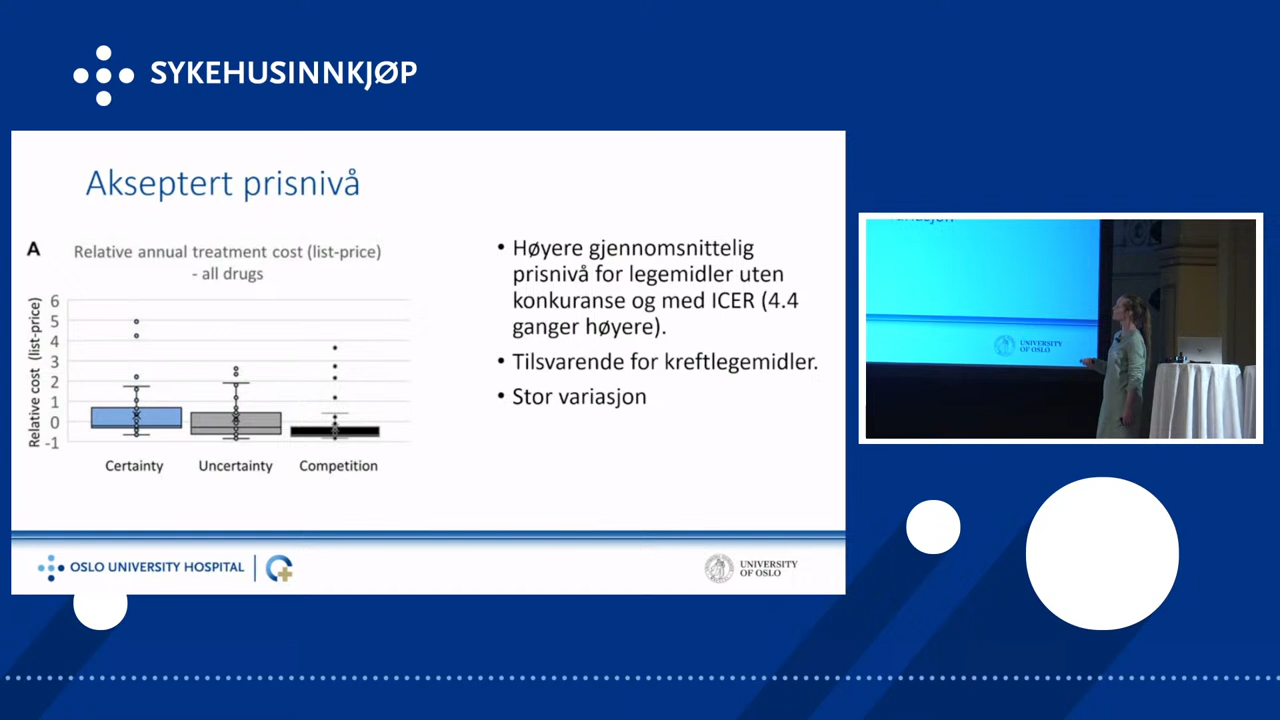 SYKEHUSINNKJØP
Akseptert prisnivå
A
Relative annual treatment cost (list-price)
- all drugs
Relative cost (list-price)
6
5
4
3
2
1
0
-1
Certainty
Uncertainty
Competition
• Høyere gjennomsnittelig
prisnivå for legemidler uten
konkuranse og med ICER (4.4
ganger høyere).
• Tilsvarende for kreftlegemidler.
• Stor variasjon
OSLO UNIVERSITY HOSPITAL
UNIVERSITY
OF OSLO
UNIVERSITY
OF OSLO